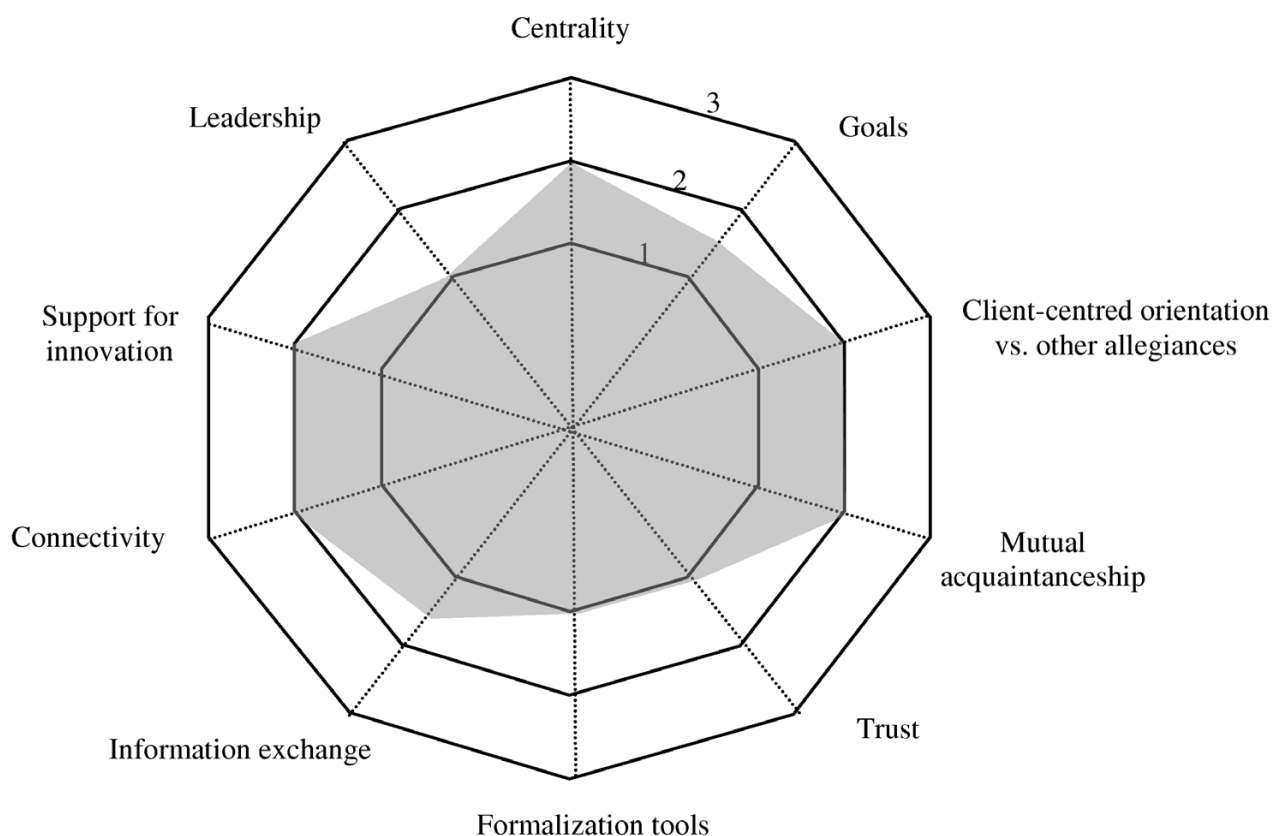 Centrality
3
Leadership
Goals
2
1
Support for
innovation
Client-centred orientation
vs. other allegiances
Connectivity
Mutual
acquaintanceship
Trust
Information exchange
Formalization tools